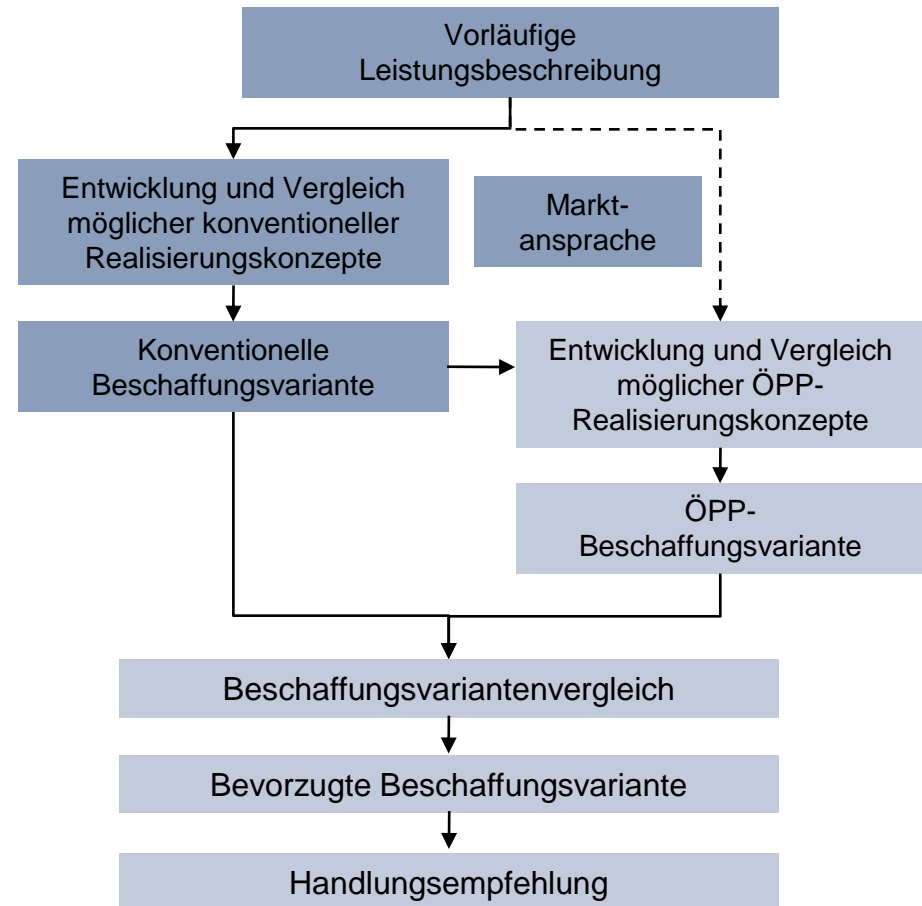 Vorläufige
Leistungsbeschreibung
Entwicklung und Vergleich
möglicher konventioneller
Realisierungskonzepte
Markt-
ansprache
Konventionelle
Beschaffungsvariante
Entwicklung und Vergleich
möglicher ÖPP-
Realisierungskonzepte
ÖPP-
Beschaffungsvariante
Beschaffungsvariantenvergleich
Bevorzugte Beschaffungsvariante
Handlungsempfehlung